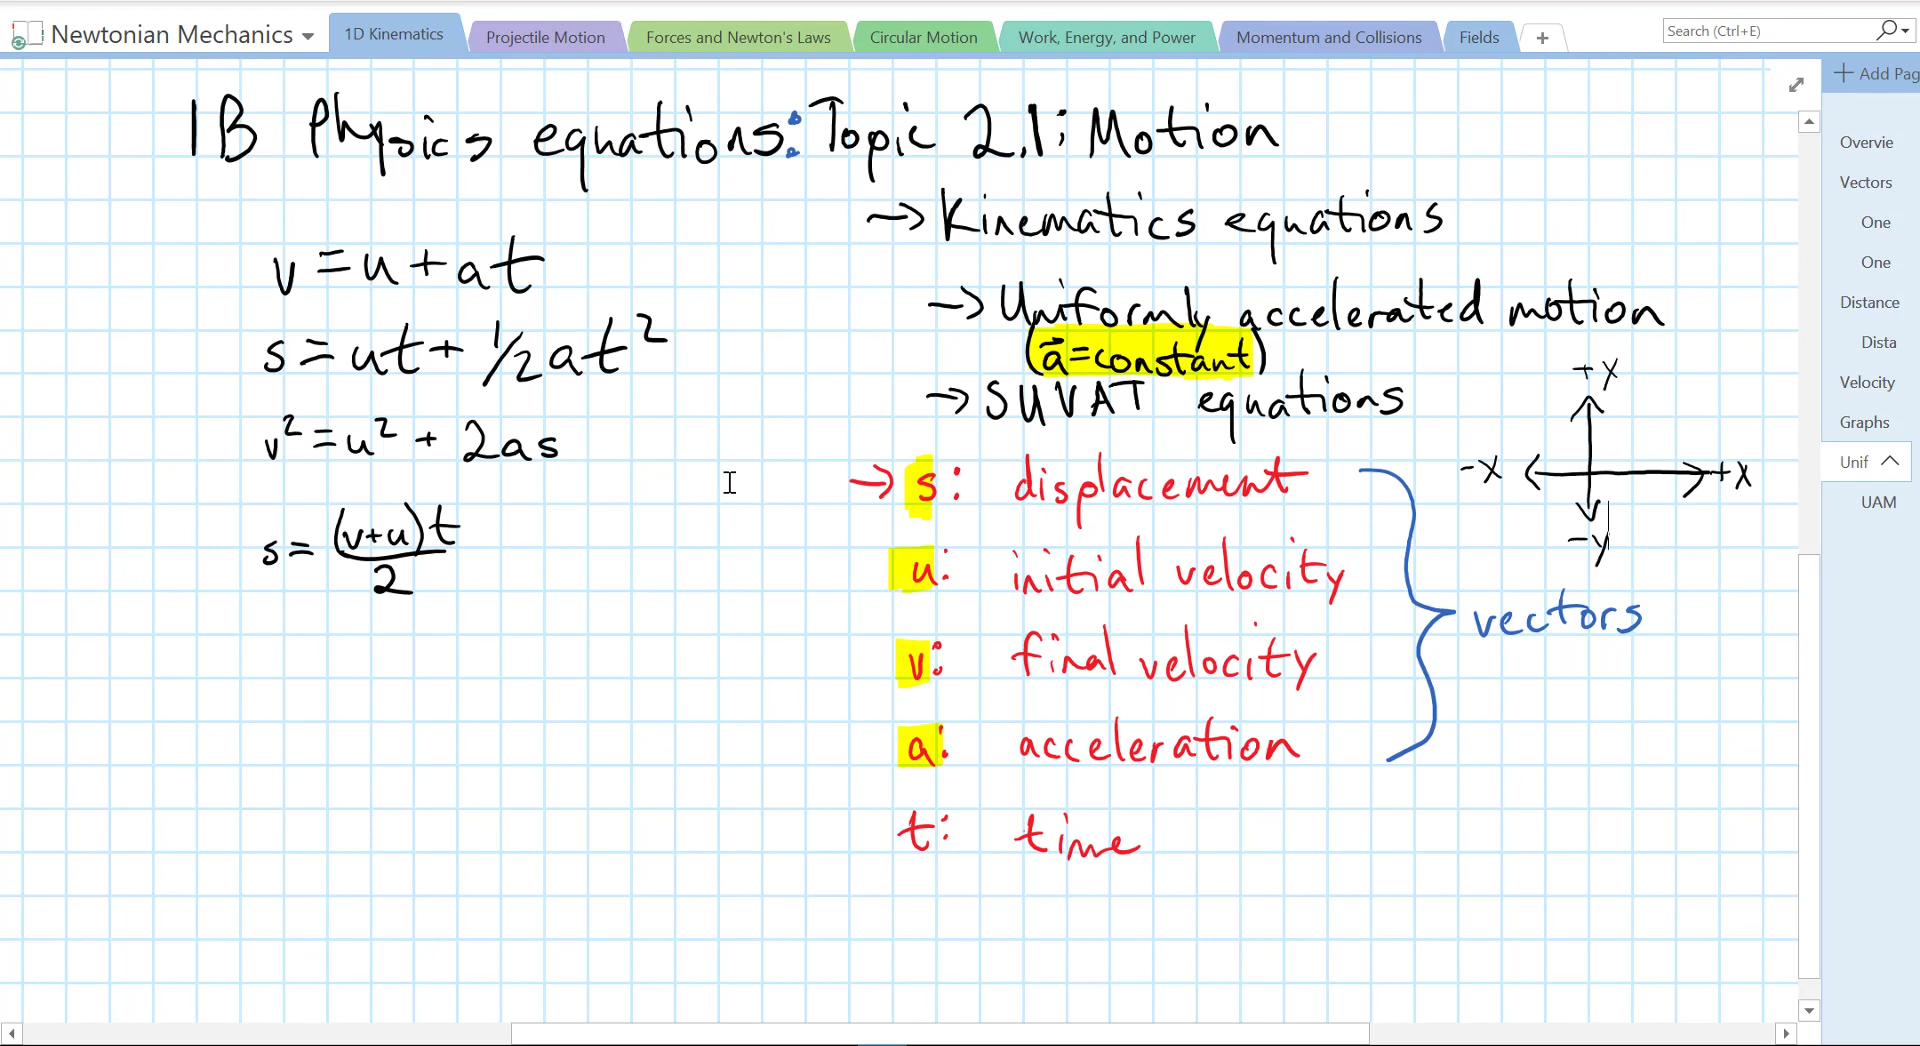 Newtonian Mechanics
1D Kinematics
Projectile Motion
Forces and Newton's Laws
Circular Motion
Work, Energy, and Power
Momentum and Collisions
Fields
Search (Ctrl+E)
Add Pag
IB Physics equations: Topic 2.1: Motion
→ Kinematics equations
→ Uniformly accelerated motion
(a⃗=constant)
→ SUVAT equations
v=u+at
s=ut+1/2at²
v²=u²+2as
s=(v+u)t
2
→ s: displacement
u: initial velocity
v: final velocity
a: acceleration
t: time
vectors
+X
-X
+X
-y
Overvie
Vectors
One
One
Distance
Dista
Velocity
Graphs
Unif
UAM